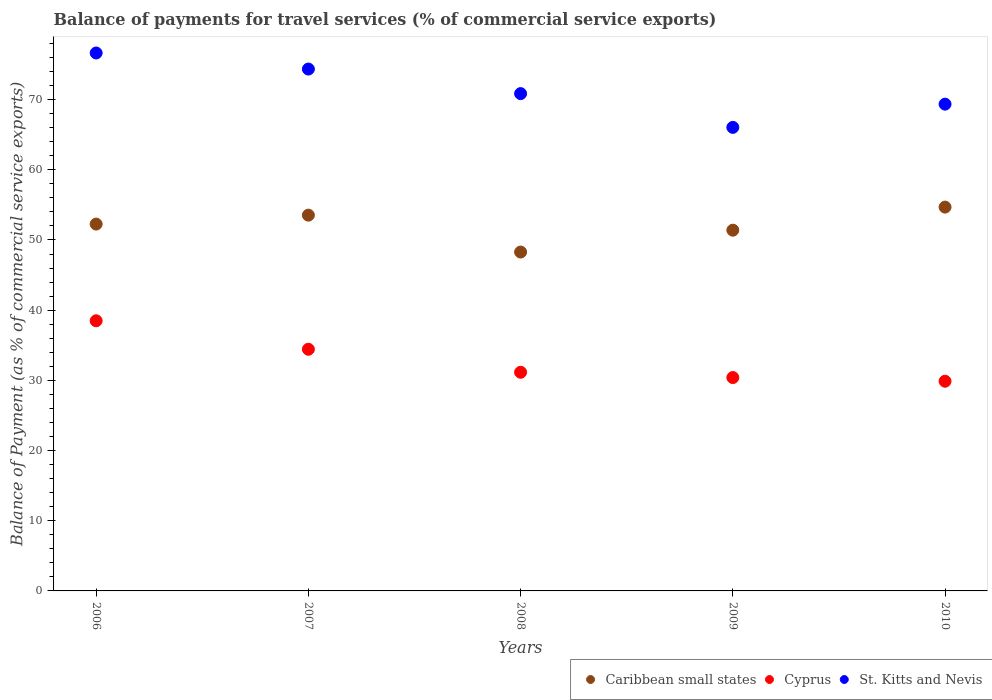 Balance of payments for travel services (% of commercial service exports)
Balance of Payment (as % of commercial service exports)
70
60
50
40
30
20
10
0
2006
2007
2008
2009
2010
Years
Caribbean small states
Cyprus
St. Kitts and Nevis